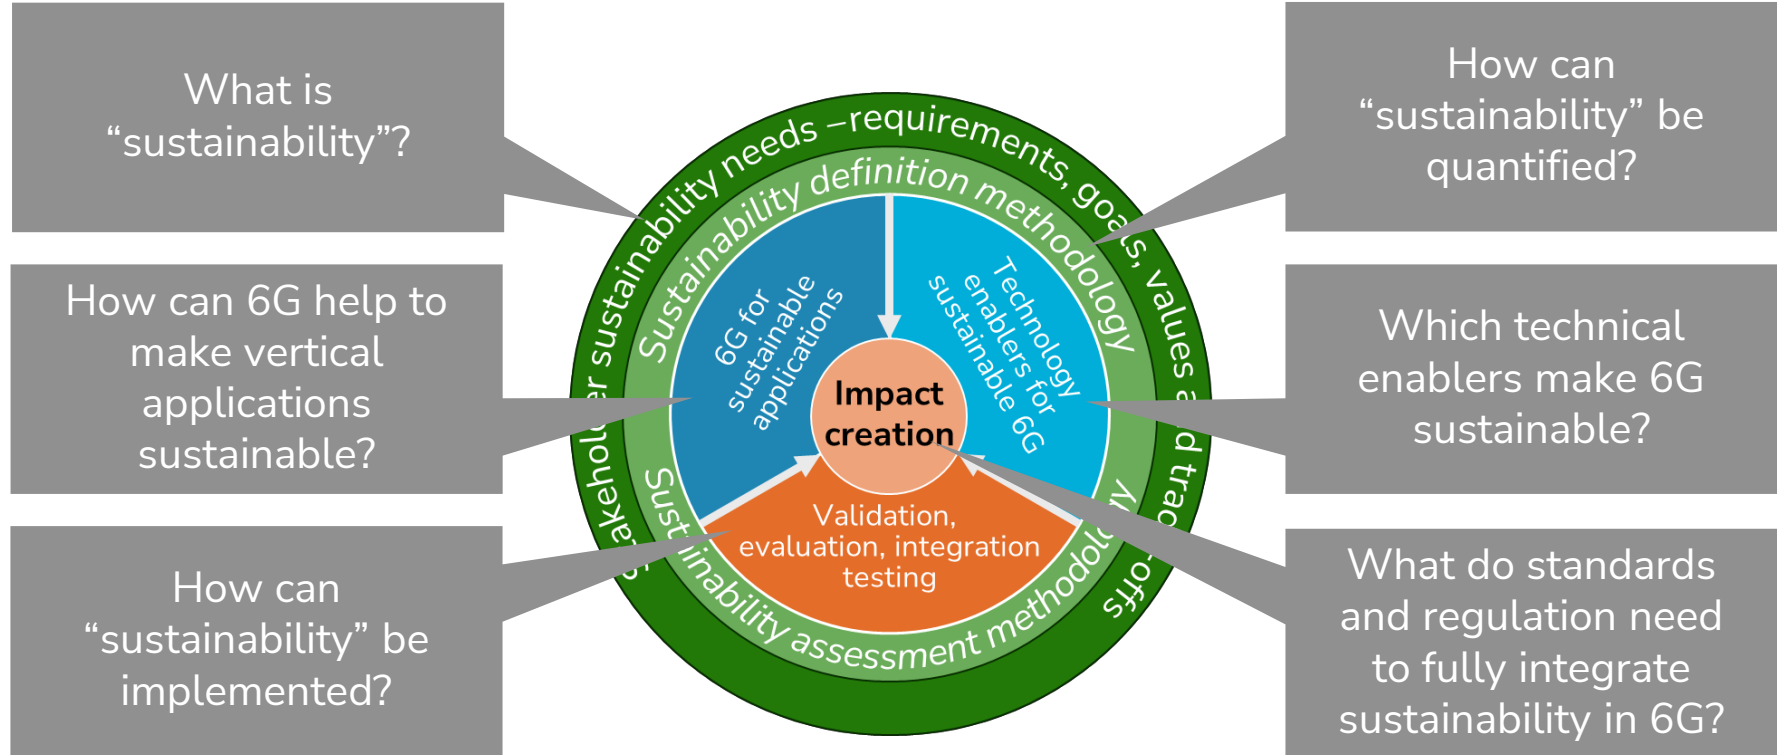 What is
“sustainability”?
How can 6G help to
make vertical
applications
sustainable?
How can
“sustainability” be
implemented?
sustainability needs –requirements, goals, values
Sustainability definition methodology
6G for
sustainable
applications
Technology
enablers for
sustainable 6G
Impact
creation
Validation,
evaluation, integration
testing
Sustainability assessment methodology
How can
“sustainability” be
quantified?
Which technical
enablers make 6G
sustainable?
What do standards
and regulation need
to fully integrate
sustainability in 6G?